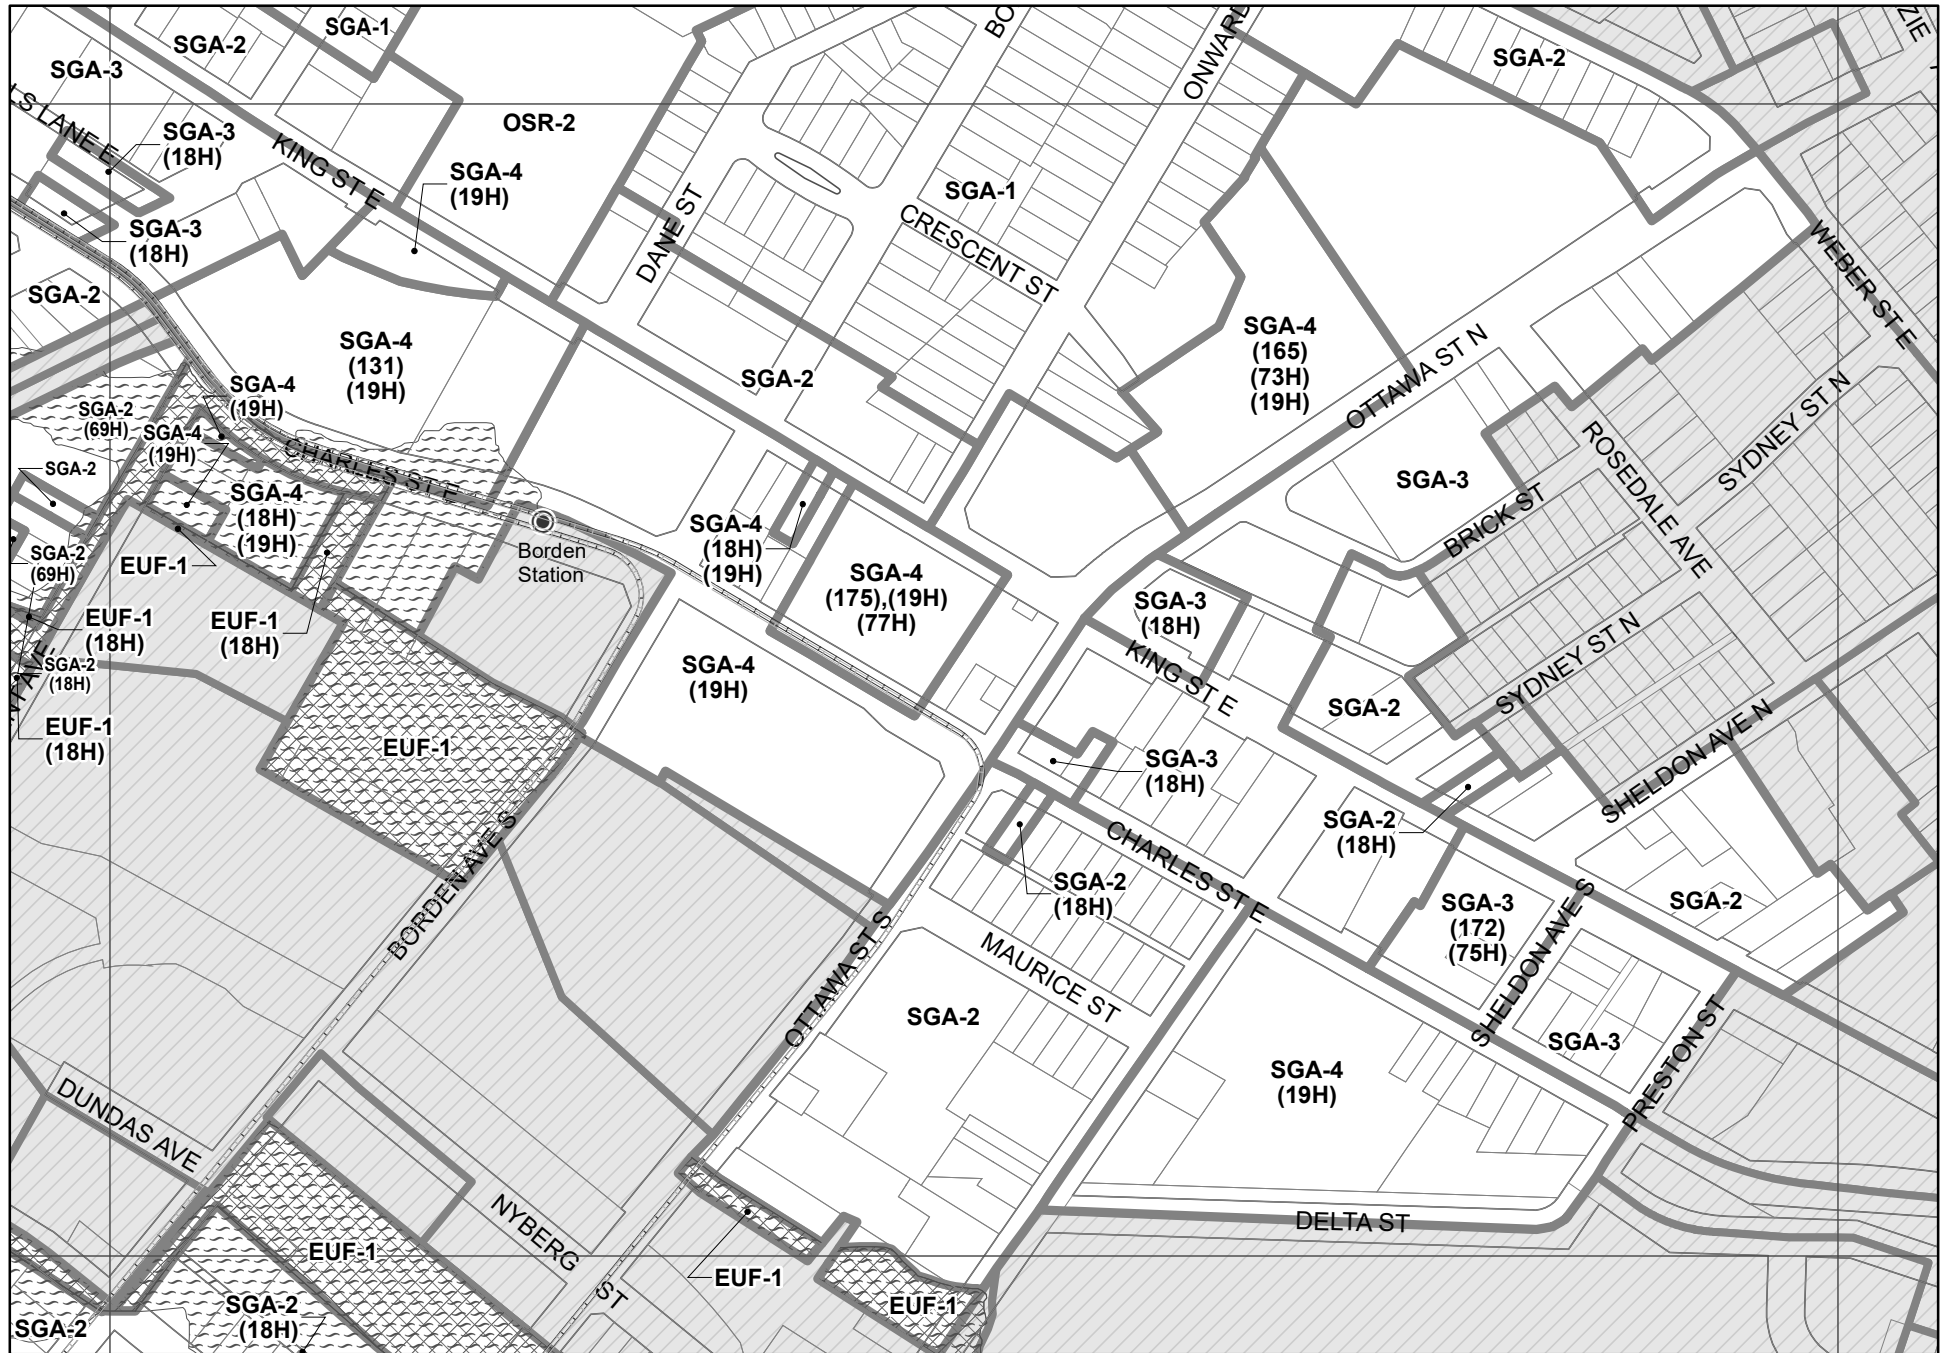 SGA-1
SGA-2
SGA-3
BO
ONWARD
SGA-2
ZIE
LS LANE E
SGA-3
(18H)
KING ST E
OSR-2
SGA-4
(19H)
SGA-1
CRESCENT ST
DANE ST
SGA-3
(18H)
WEBER ST E
SGA-2
SGA-4
(131)
(19H)
SGA-4
(165)
(73H)
(19H)
OTTAWA ST N
SGA-2
SGA-4
(19H)
SGA-2
(69H)
SGA-4
(19H)
CHARLES ST E
SGA-2
SGA-4
(18H)
(19H)
SGA-3
ROSEDALE AVE
SYDNEY ST N
BRICK ST
Borden
Station
SGA-4
(18H)
(19H)
SGA-2
(69H)
EUF-1
SGA-4
(175),(19H)
(77H)
SGA-3
(18H)
EUF-1
(18H)
EUF-1
(18H)
SGA-2
(18H)
SGA-4
(19H)
KING ST E
SYDNEY ST N
SGA-2
SHELDON AVE N
EUF-1
(18H)
EUF-1
SGA-3
(18H)
SGA-2
(18H)
CHARLES ST E
SGA-2
(18H)
SGA-3
(172)
(75H)
SGA-2
BORDEN AVE S
OTTAWA ST S
MAURICE ST
SHELDON AVE S
SGA-2
SGA-3
PRESTON ST
SGA-4
(19H)
DUNDAS AVE
NYBERG
ST
DELTA ST
EUF-1
EUF-1
EUF-1
SGA-2
(18H)
SGA-2